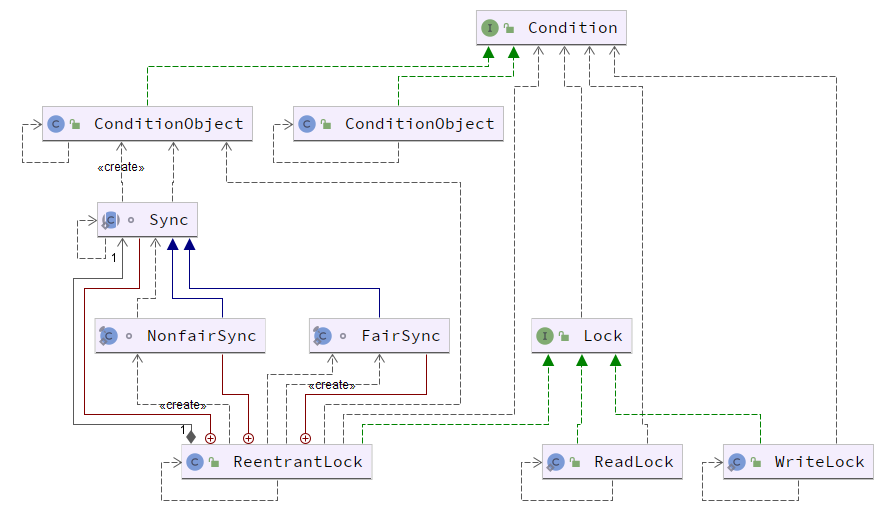 I Condition
C ConditionObject
C ConditionObject
«create»
C Sync
1
C NonfairSync
C FairSync
I Lock
«create»
«create»
1
C ReentrantLock
C ReadLock
C WriteLock